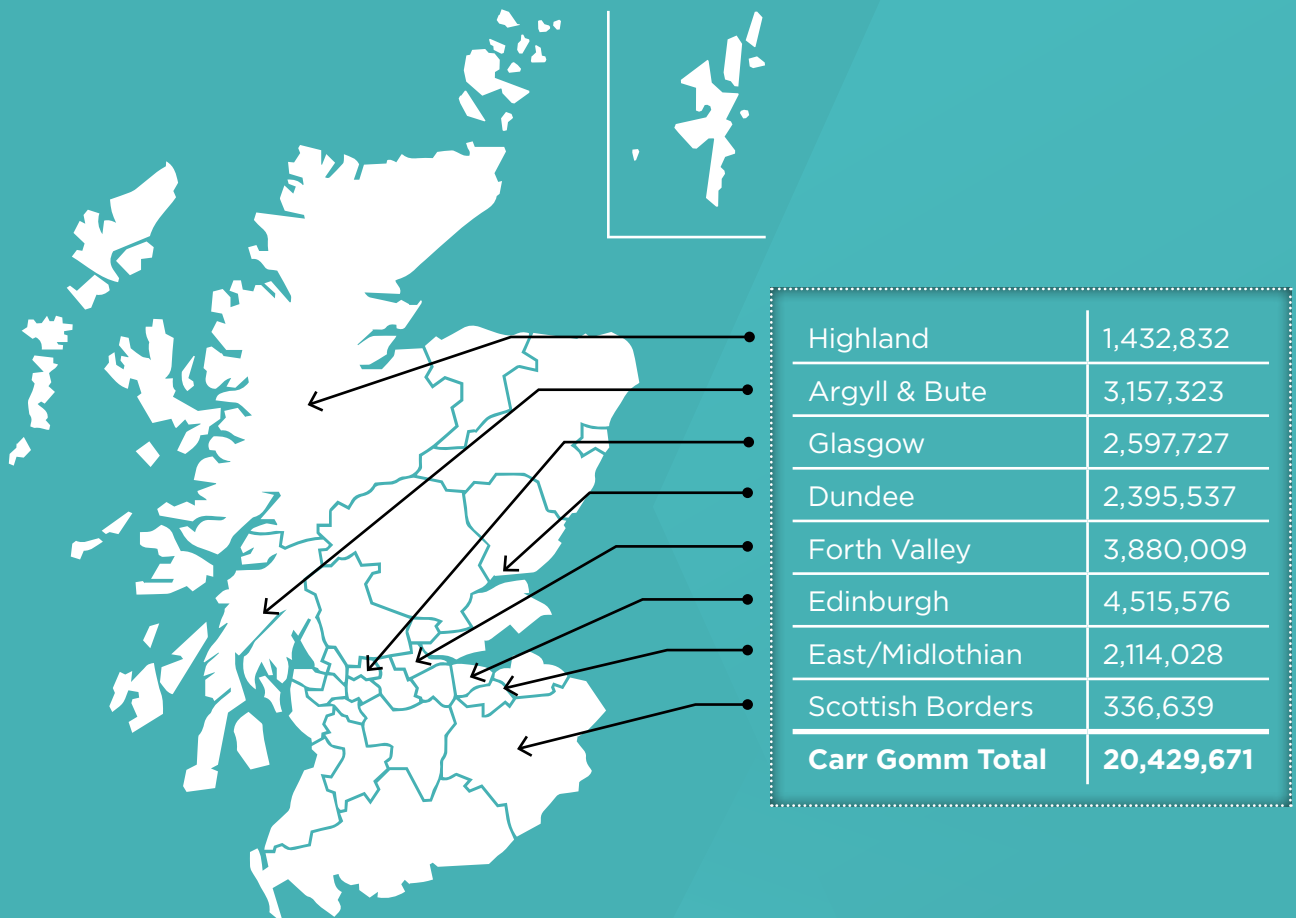 Highland 1,432,832
Argyll & Bute 3,157,323
Glasgow 2,597,727
Dundee 2,395,537
Forth Valley 3,880,009
Edinburgh 4,515,576
East/Midlothian 2,114,028
Scottish Borders 336,639
Carr Gomm Total 20,429,671